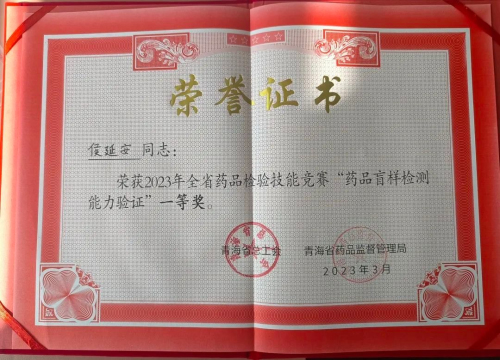 荣誉证书
侯延安 同志：
荣获2023年全省药品检验技能竞赛“药品盲样检测
能力验证”一等奖。
青海省总工会 青海省药品监督管理局
2023年3月